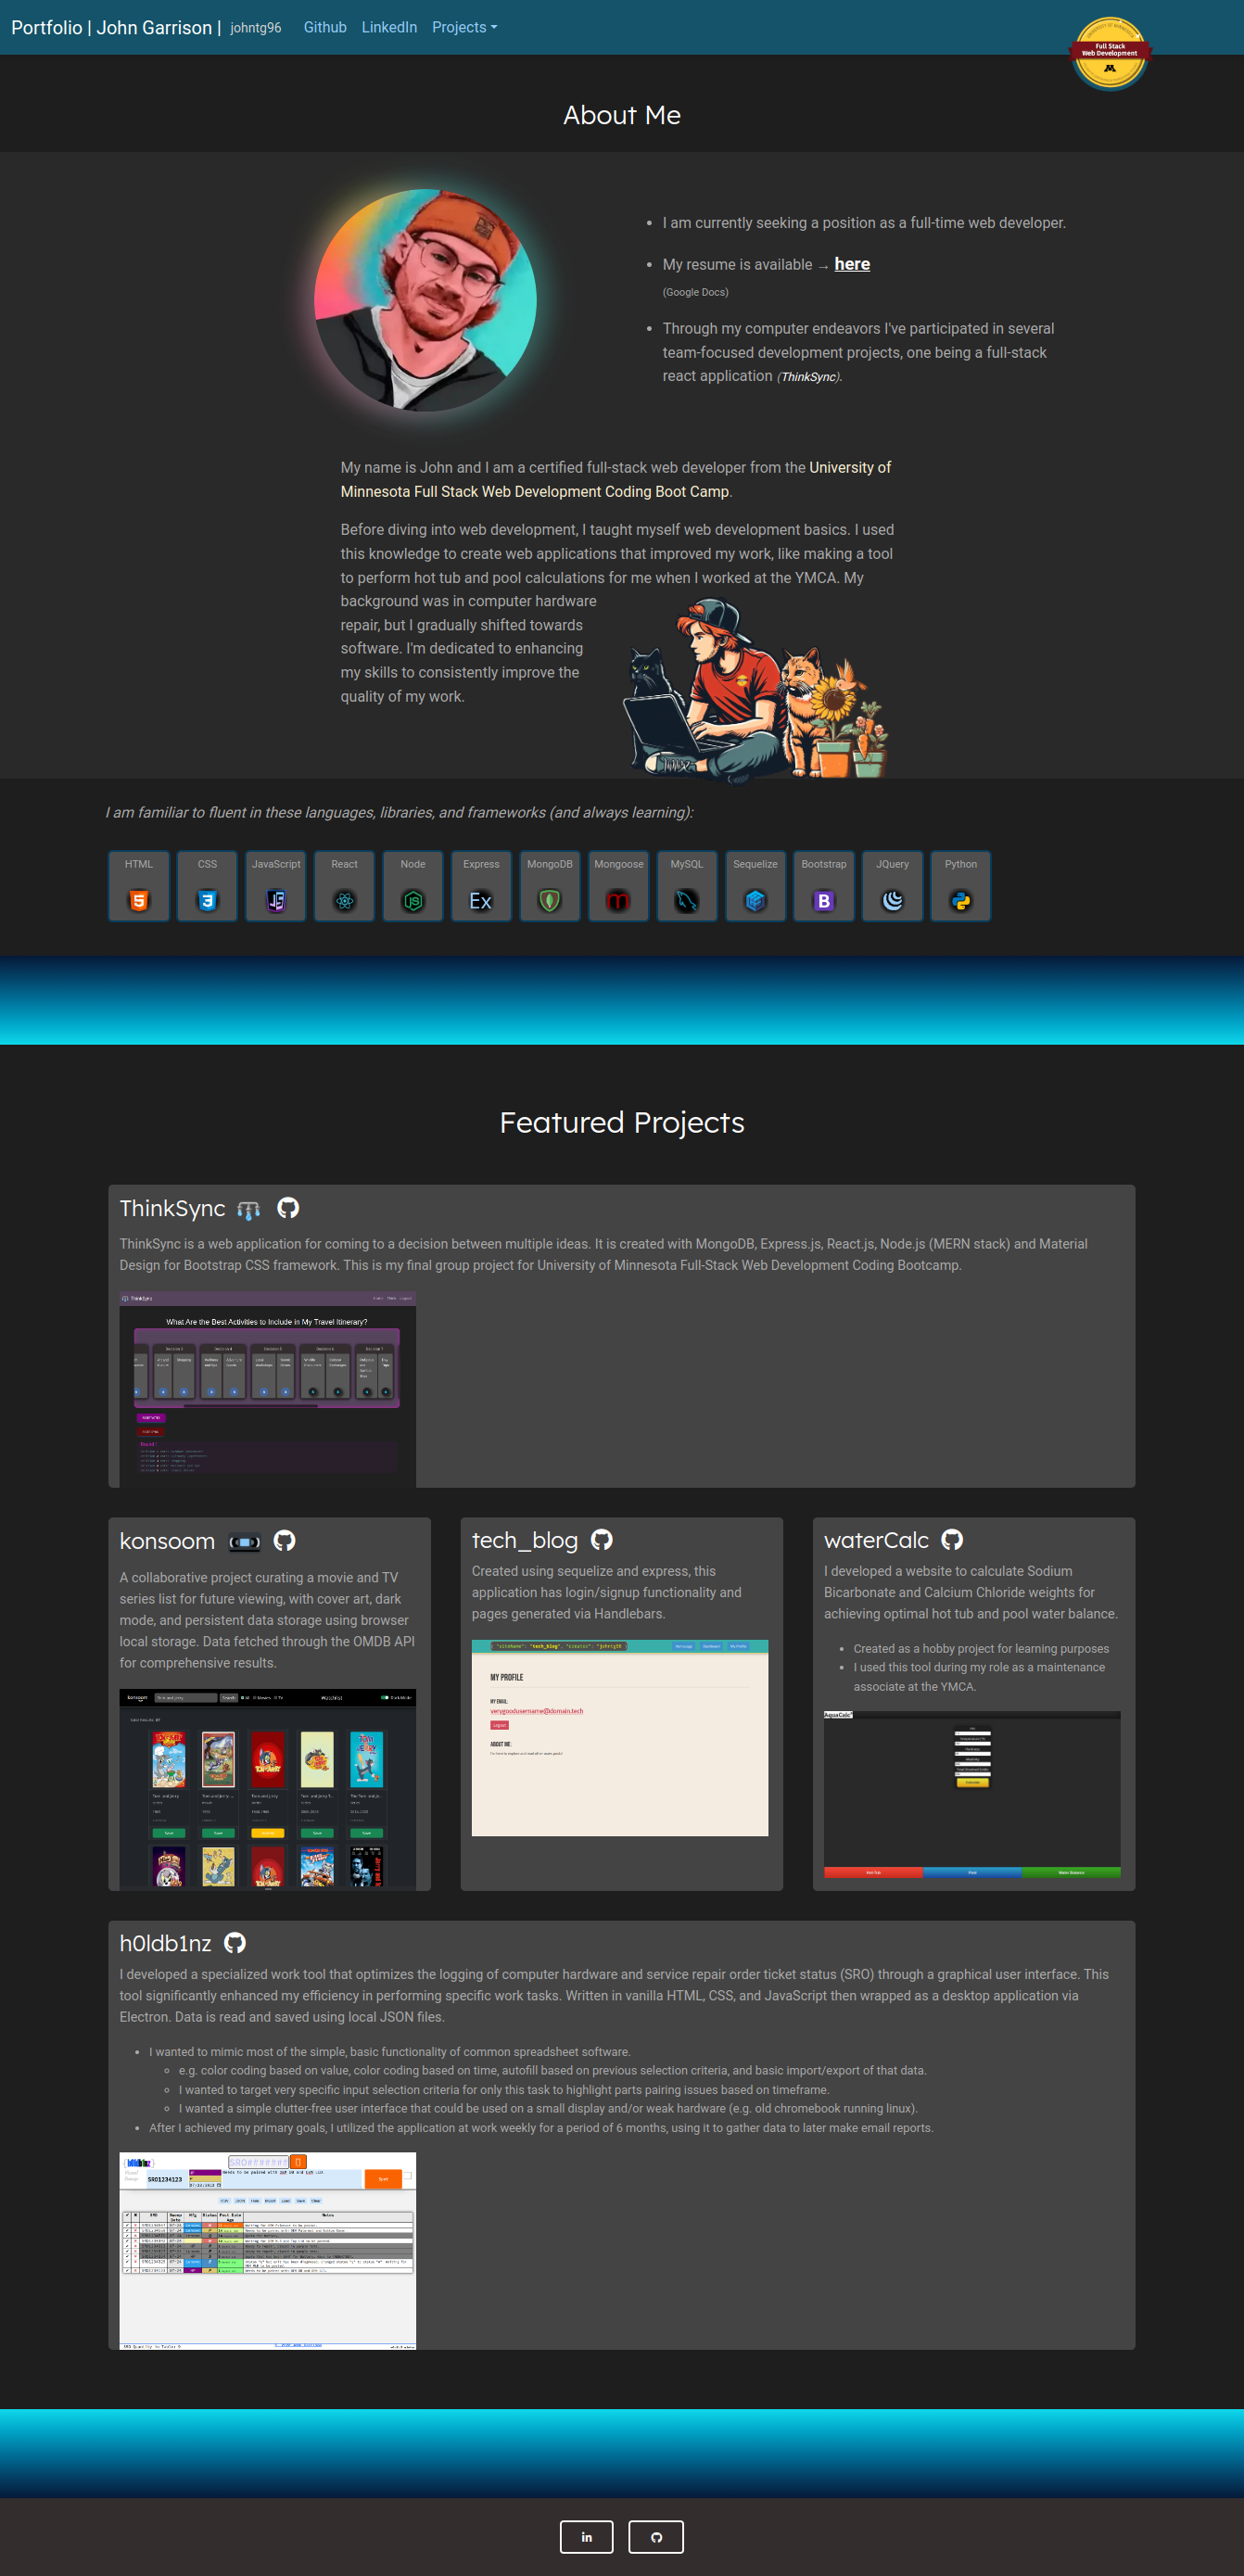 Portfolio | John Garrison | johntg96 Github LinkedIn Projects
Full Stack
Web Development
About Me
I am currently seeking a position as a full-time web developer.
My resume is available → here
(Google Docs)
Through my computer endeavors I've participated in several
team-focused development projects, one being a full-stack
react application (ThinkSync).
My name is John and I am a certified full-stack web developer from the University of
Minnesota Full Stack Web Development Coding Boot Camp.
Before diving into web development, I taught myself web development basics. I used
this knowledge to create web applications that improved my work, like making a tool
to perform hot tub and pool calculations for me when I worked at the YMCA. My
background was in computer hardware
repair, but I gradually shifted towards
software. I'm dedicated to enhancing
my skills to consistently improve the
quality of my work.
I am familiar to fluent in these languages, libraries, and frameworks (and always learning):
HTML CSS JavaScript React Node Express MongoDB Mongoose MySQL Sequelize Bootstrap JQuery Python
Featured Projects
ThinkSync
ThinkSync is a web application for coming to a decision between multiple ideas. It is created with MongoDB, Express.js, React.js, Node.js (MERN stack) and Material
Design for Bootstrap CSS framework. This is my final group project for University of Minnesota Full-Stack Web Development Coding Bootcamp.
ThinkSync
What Are the Best Activities to Include in My Travel Itinerary?
konsoom
A collaborative project curating a movie and TV
series list for future viewing, with cover art, dark
mode, and persistent data storage using browser
local storage. Data fetched through the OMDB API
for comprehensive results.
konsoom
Watchlist
tech_blog
Created using sequelize and express, this
application has login/signup functionality and
pages generated via Handlebars.
MY PROFILE
MY EMAIL:
verygoodusername@domain.tech
Logout
ABOUT ME:
waterCalc
I developed a website to calculate Sodium
Bicarbonate and Calcium Chloride weights for
achieving optimal hot tub and pool water balance.
Created as a hobby project for learning purposes
I used this tool during my role as a maintenance
associate at the YMCA.
AquaCalc
h0ldb1nz
I developed a specialized work tool that optimizes the logging of computer hardware and service repair order ticket status (SRO) through a graphical user interface. This
tool significantly enhanced my efficiency in performing specific work tasks. Written in vanilla HTML, CSS, and JavaScript then wrapped as a desktop application via
Electron. Data is read and saved using local JSON files.
I wanted to mimic most of the simple, basic functionality of common spreadsheet software.
e.g. color coding based on value, color coding based on time, autofill based on previous selection criteria, and basic import/export of that data.
I wanted to target very specific input selection criteria for only this task to highlight parts pairing issues based on timeframe.
I wanted a simple clutter-free user interface that could be used on a small display and/or weak hardware (e.g. old chromebook running linux).
After I achieved my primary goals, I utilized the application at work weekly for a period of 6 months, using it to gather data to later make email reports.
SRO#######
SRO1234123